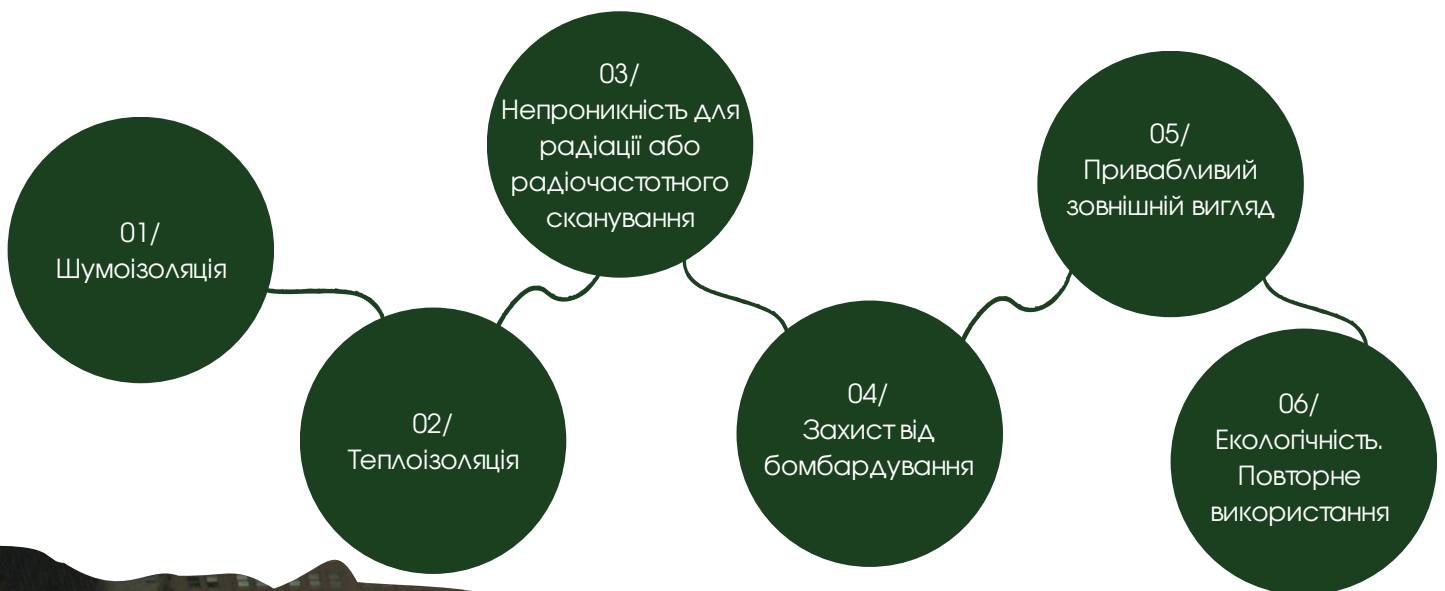 01/
Шумоізоляція
02/
Теплоізоляція
03/
Непроникність для
радіації або
радіочастотного
сканування
04/
Захист від
бомбардування
05/
Привабливий
зовнішній вигляд
06/
Екологічність.
Повторне
використання